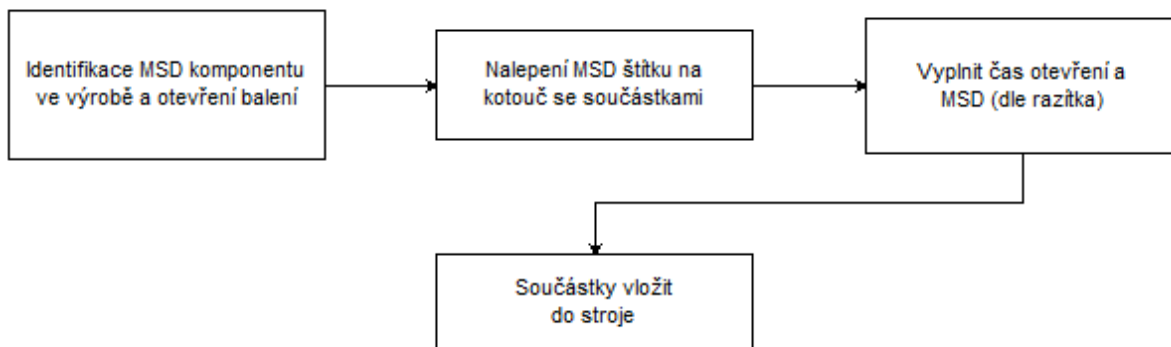 Identifikace MSD komponentu
ve výrobě a otevření balení
Nalepení MSD štítku na
kotouč se součástkami
Vyplnit čas otevření a
MSD (dle razítka)
Součástky vložit
do stroje